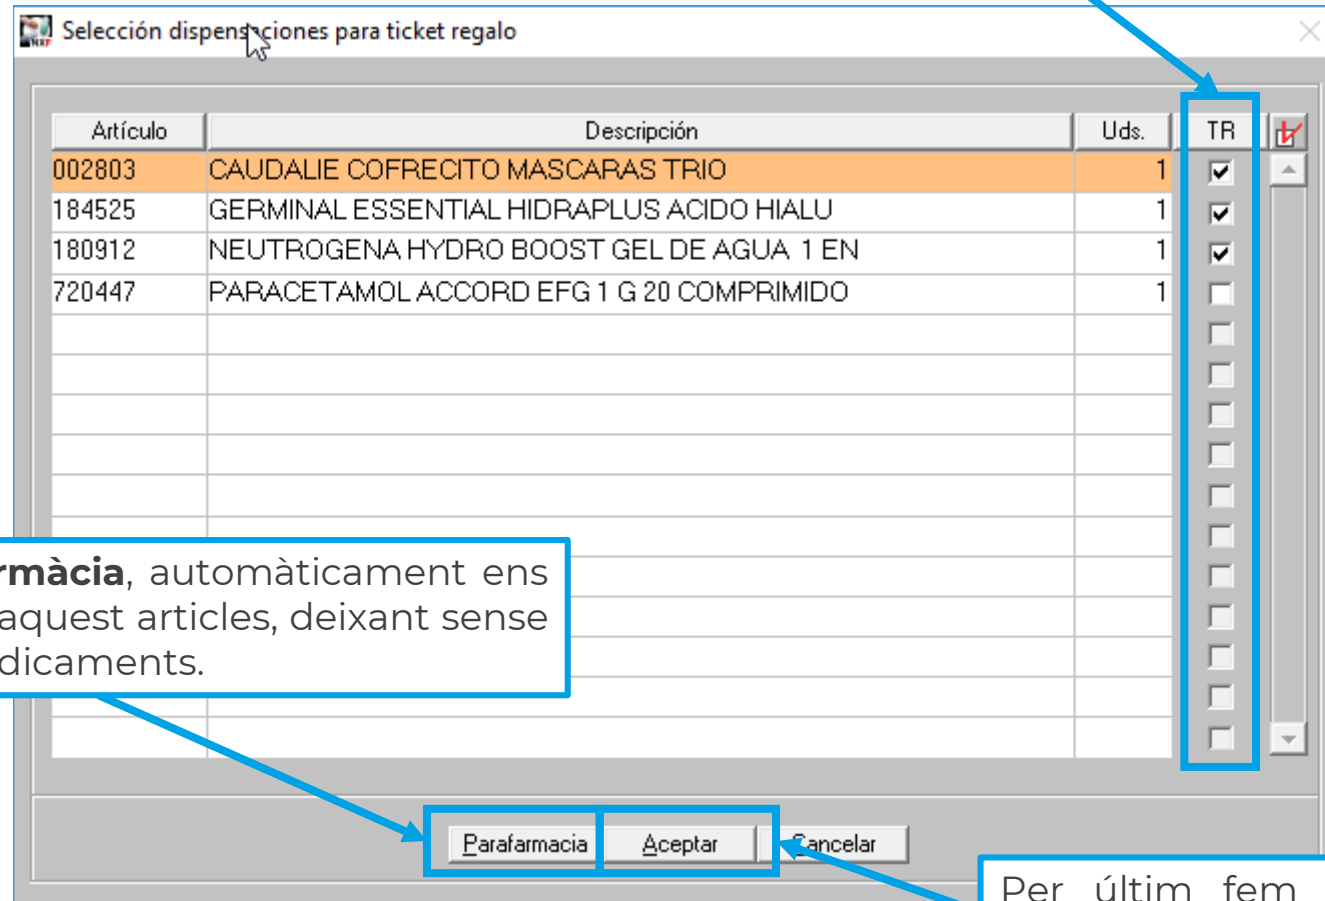 Selección dispensaciones para ticket regalo
Artículo Descripción Uds. TR
002803 CAUDALIE COFRECITO MASCARAS TRIO 1
184525 GERMINAL ESSENTIAL HIDRAPLUS ACIDO HIALU 1
180912 NEUTROGENA HYDRO BOOST GEL DE AGUA 1 EN 1
720447 PARACETAMOL ACCORD EFG 1 G 20 COMPRIMIDO 1
rmàcia, automàticament ens
aquest articles, deixant sense
dicaments.
Parafarmacia Aceptar Cancelar
Per últim fem